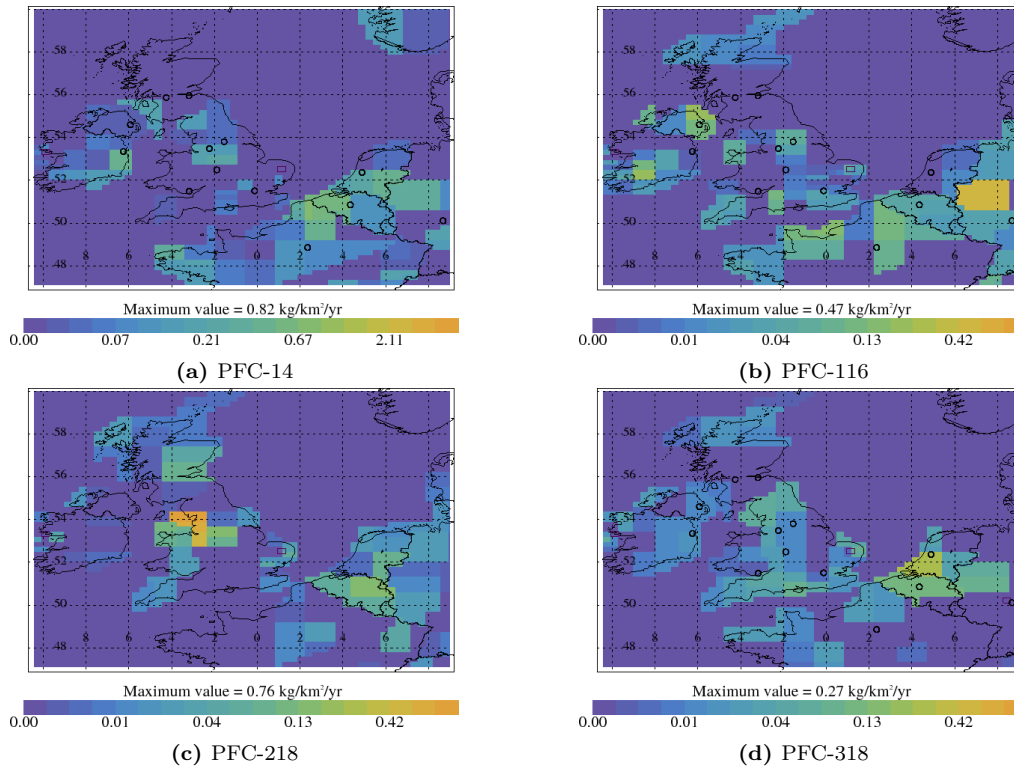 58
56
54
52
50
8 6 4 2 0 2 4 6
48
Maximum value = 0.82 kg/km²/yr
0.00 0.07 0.21 0.67 2.11
(a) PFC-14
58
56
54
52
50
8 6 4 2 0 2 4 6
48
Maximum value = 0.47 kg/km²/yr
0.00 0.01 0.04 0.13 0.42
(b) PFC-116
58
56
54
52
50
8 6 4 2 0 2 4 6
48
Maximum value = 0.76 kg/km²/yr
0.00 0.01 0.04 0.13 0.42
(c) PFC-218
58
56
54
52
50
8 6 4 2 0 2 4 6
48
Maximum value = 0.27 kg/km²/yr
0.00 0.01 0.04 0.13 0.42
(d) PFC-318